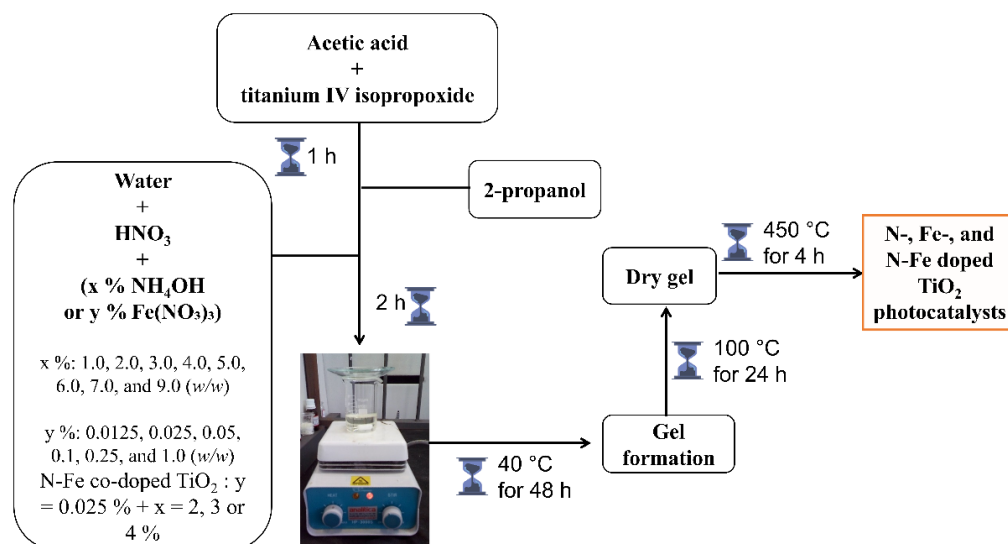 Acetic acid
+
titanium IV isopropoxide
1 h
2-propanol
Water
+
HNO₃
+
(x % NH₄OH
or y % Fe(NO₃)₃)
x %: 1.0, 2.0, 3.0, 4.0, 5.0,
6.0, 7.0, and 9.0 (w/w)
y %: 0.0125, 0.025, 0.05,
0.1, 0.25, and 1.0 (w/w)
N-Fe co-doped TiO₂ : y
= 0.025 % + x = 2, 3 or
4 %
2 h
40 °C
for 48 h
Gel
formation
100 °C
for 24 h
Dry gel
450 °C
for 4 h
N-, Fe-, and
N-Fe doped
TiO₂
photocatalysts